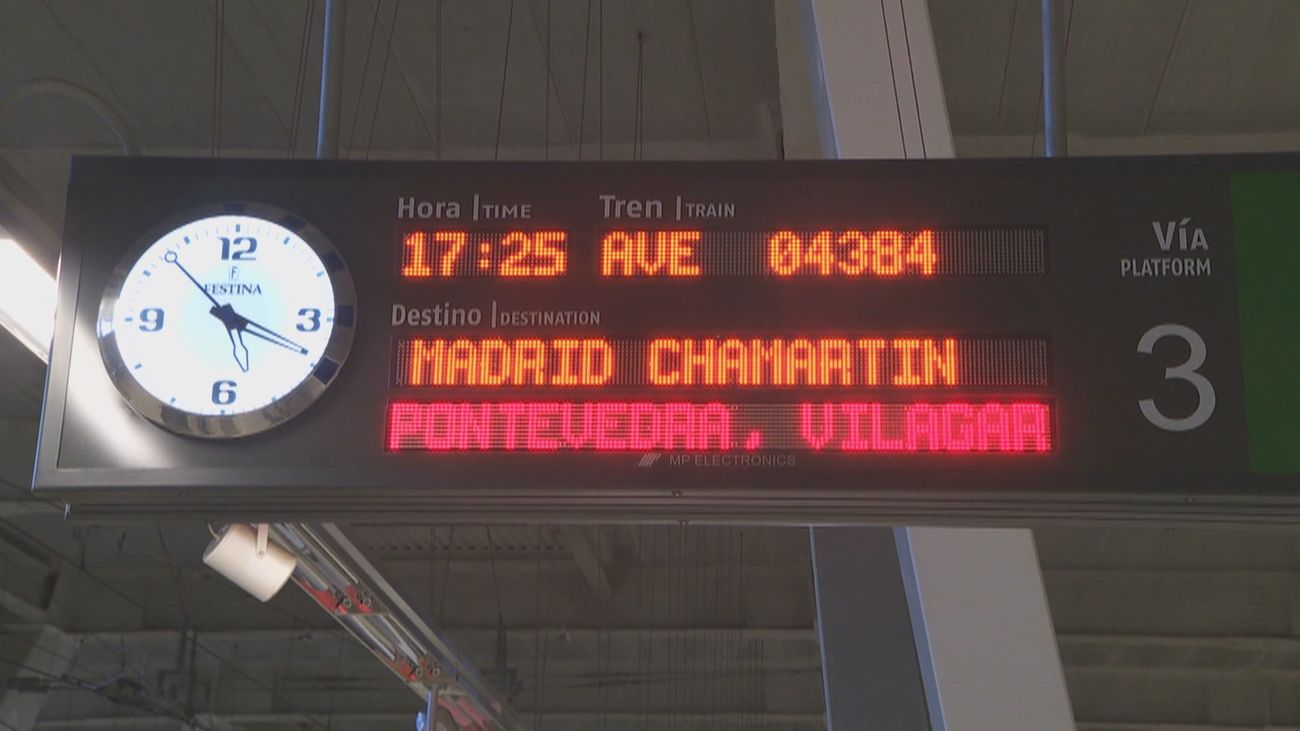 Hora | TIME Tren | TRAIN
17:25 AVE 04384
Vía
PLATFORM
3
Destino | DESTINATION
MADRID CHAMARTIN
PONTEVEDRA, VILAGAR
MP ELECTRONICS
12
F
FESTINA
9 3
6